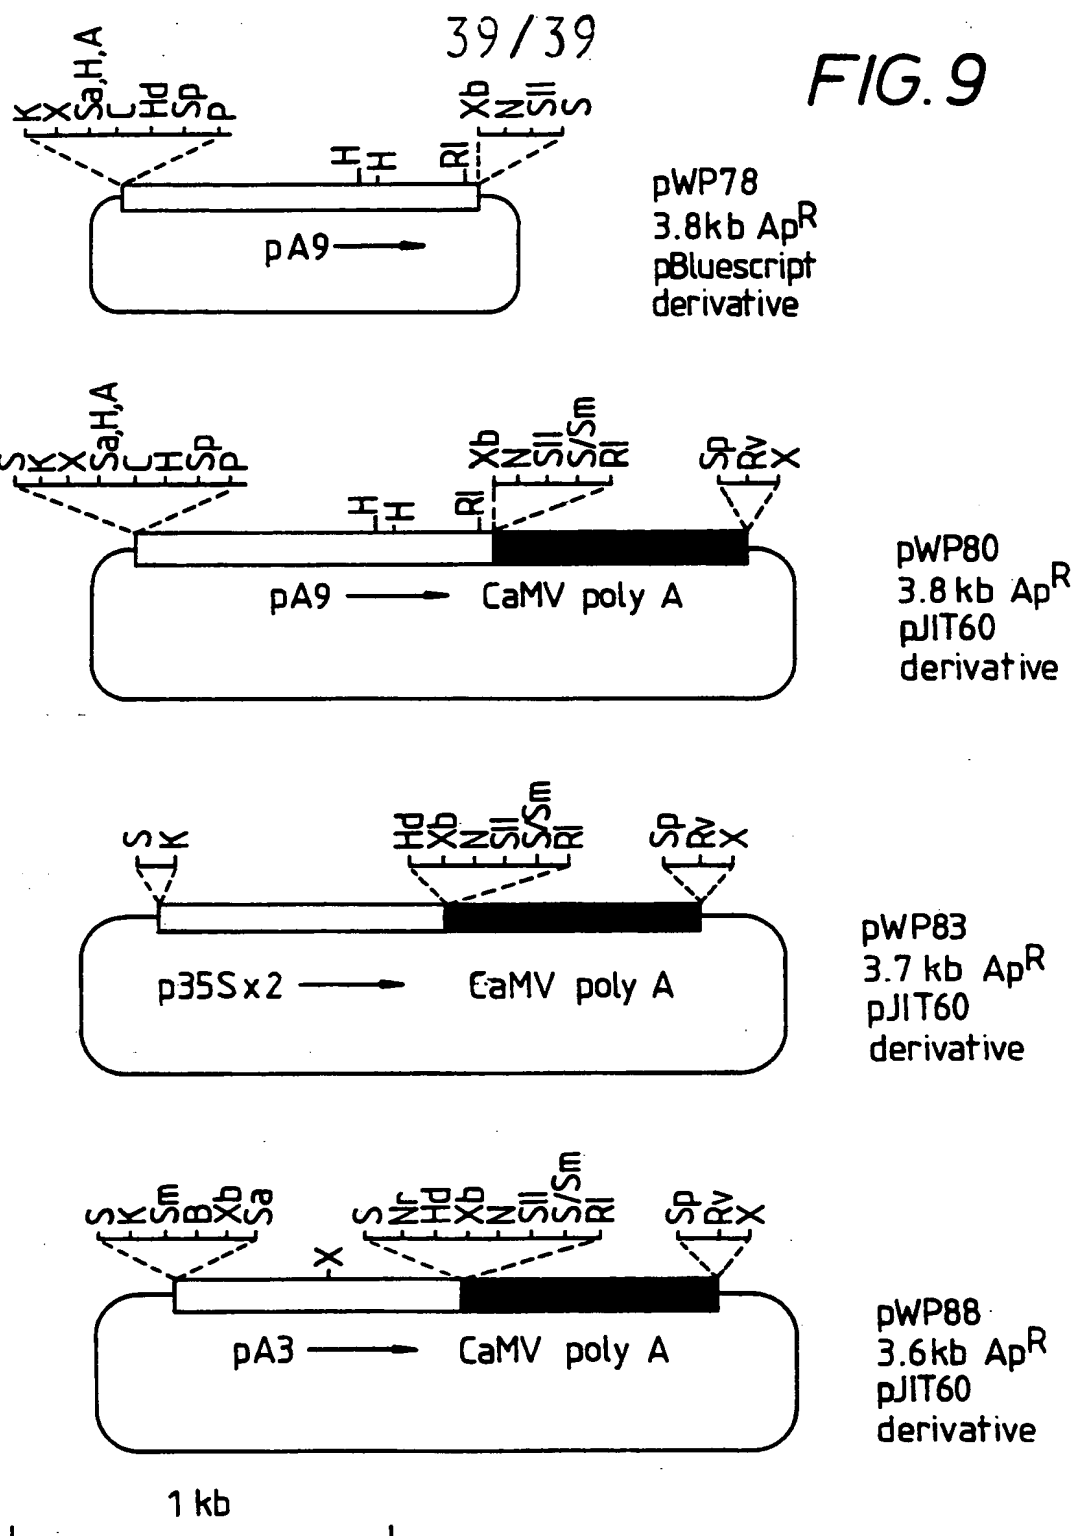 39/39
FIG. 9
K X Sa,H,A C Hd Sp P
H H RI
Xb N SII S
pA9
pWP78
3.8kb ApR
pBluescript
derivative
S K X Sa,H,A C H Sp P
H H RI
Xb N SII S/Sm RI
Sp Rv X
pA9 CaMV poly A
pWP80
3.8kb ApR
pJIT60
derivative
S K
Hd Xb N SII S/Sm RI
Sp Rv X
p35Sx2 CaMV poly A
pWP83
3.7 kb ApR
pJIT60
derivative
S K Sm B Xb Sa
X
S Nr Hd Xb N SII S/Sm RI
Sp Rv X
pA3 CaMV poly A
pWP88
3.6kb ApR
pJIT60
derivative
1 kb